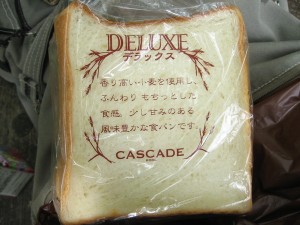 DELUXE
デラックス
香り高い小麦を使用し、
ふんわりもちっとした
食感。少し甘みのある
風味豊かな食パンです。
CASCADE